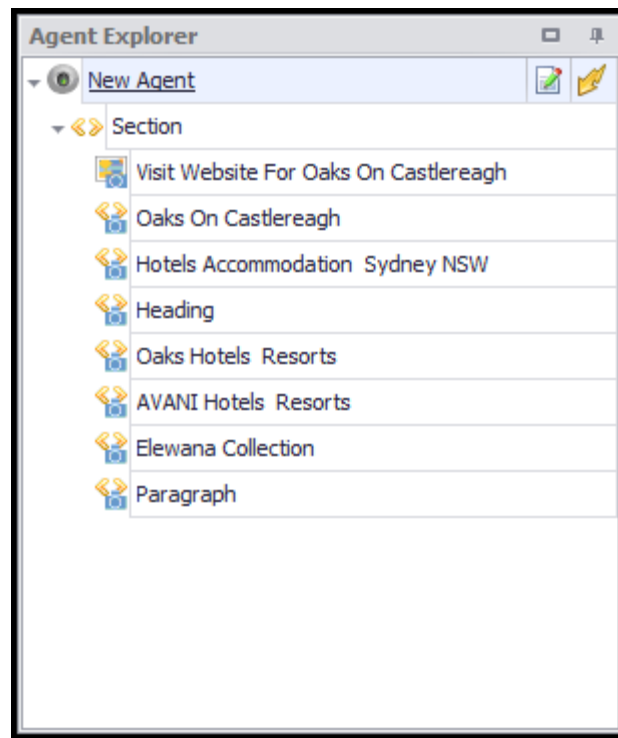 Agent Explorer
New Agent
Section
Visit Website For Oaks On Castlereagh
Oaks On Castlereagh
Hotels Accommodation  Sydney NSW
Heading
Oaks Hotels  Resorts
AVANI Hotels  Resorts
Elewana Collection
Paragraph